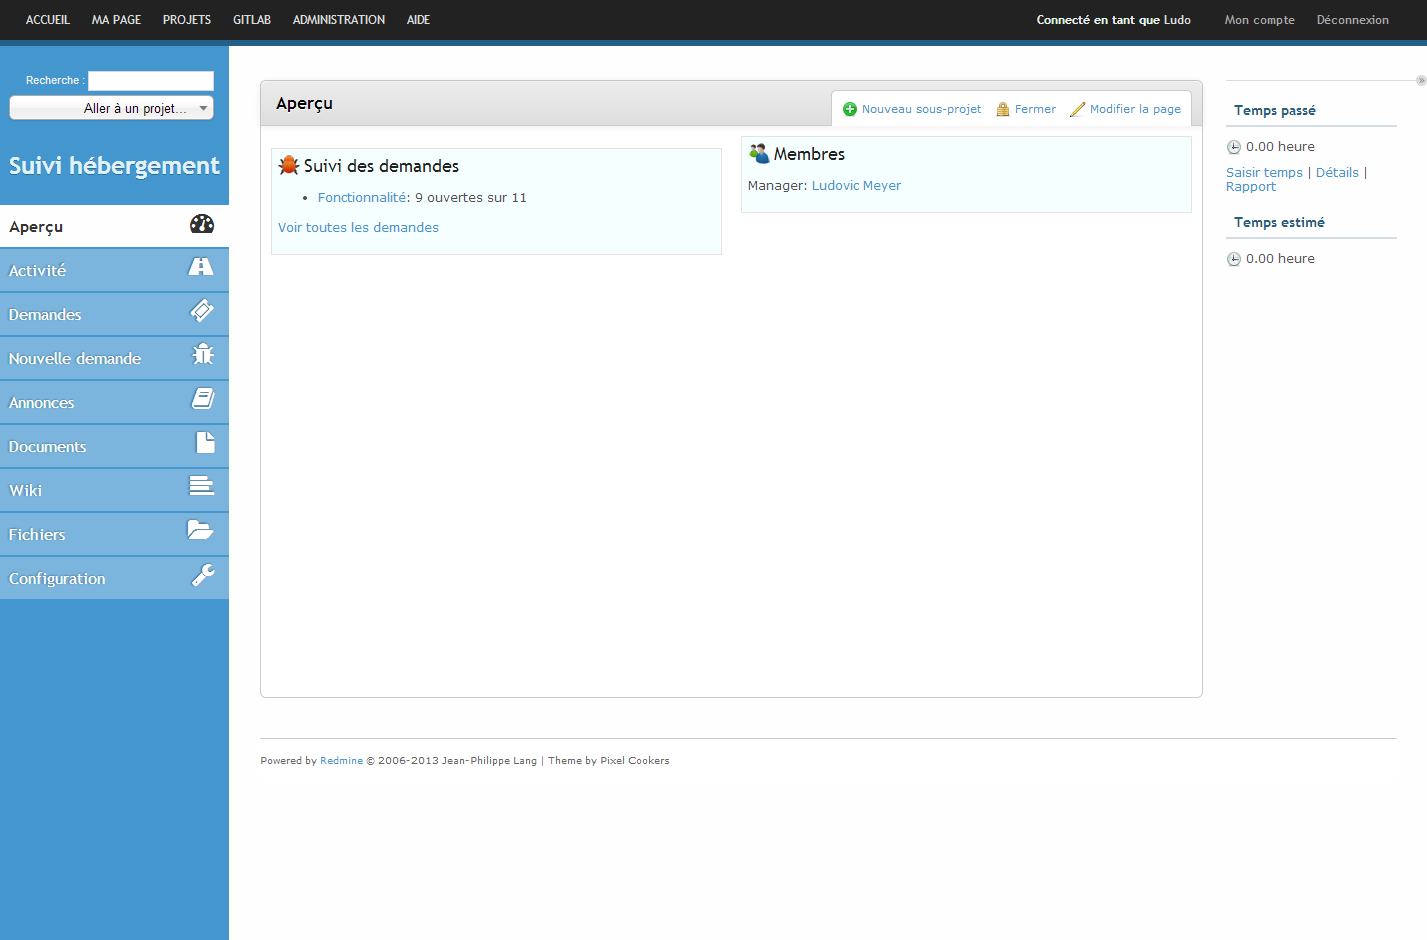 ACCUEIL MA PAGE PROJETS GITLAB ADMINISTRATION AIDE Connecté en tant que Ludo Mon compte Déconnexion
Recherche :
Aller à un projet...
Suivi hébergement
Aperçu
Activité
Demandes
Nouvelle demande
Annonces
Documents
Wiki
Fichiers
Configuration
Aperçu
Nouveau sous-projet Fermer Modifier la page
Suivi des demandes
• Fonctionnalité: 9 ouvertes sur 11
Voir toutes les demandes
Membres
Manager: Ludovic Meyer
»
Temps passé
0.00 heure
Saisir temps | Détails |
Rapport
Temps estimé
0.00 heure
Powered by Redmine © 2006-2013 Jean-Philippe Lang | Theme by Pixel Cookers